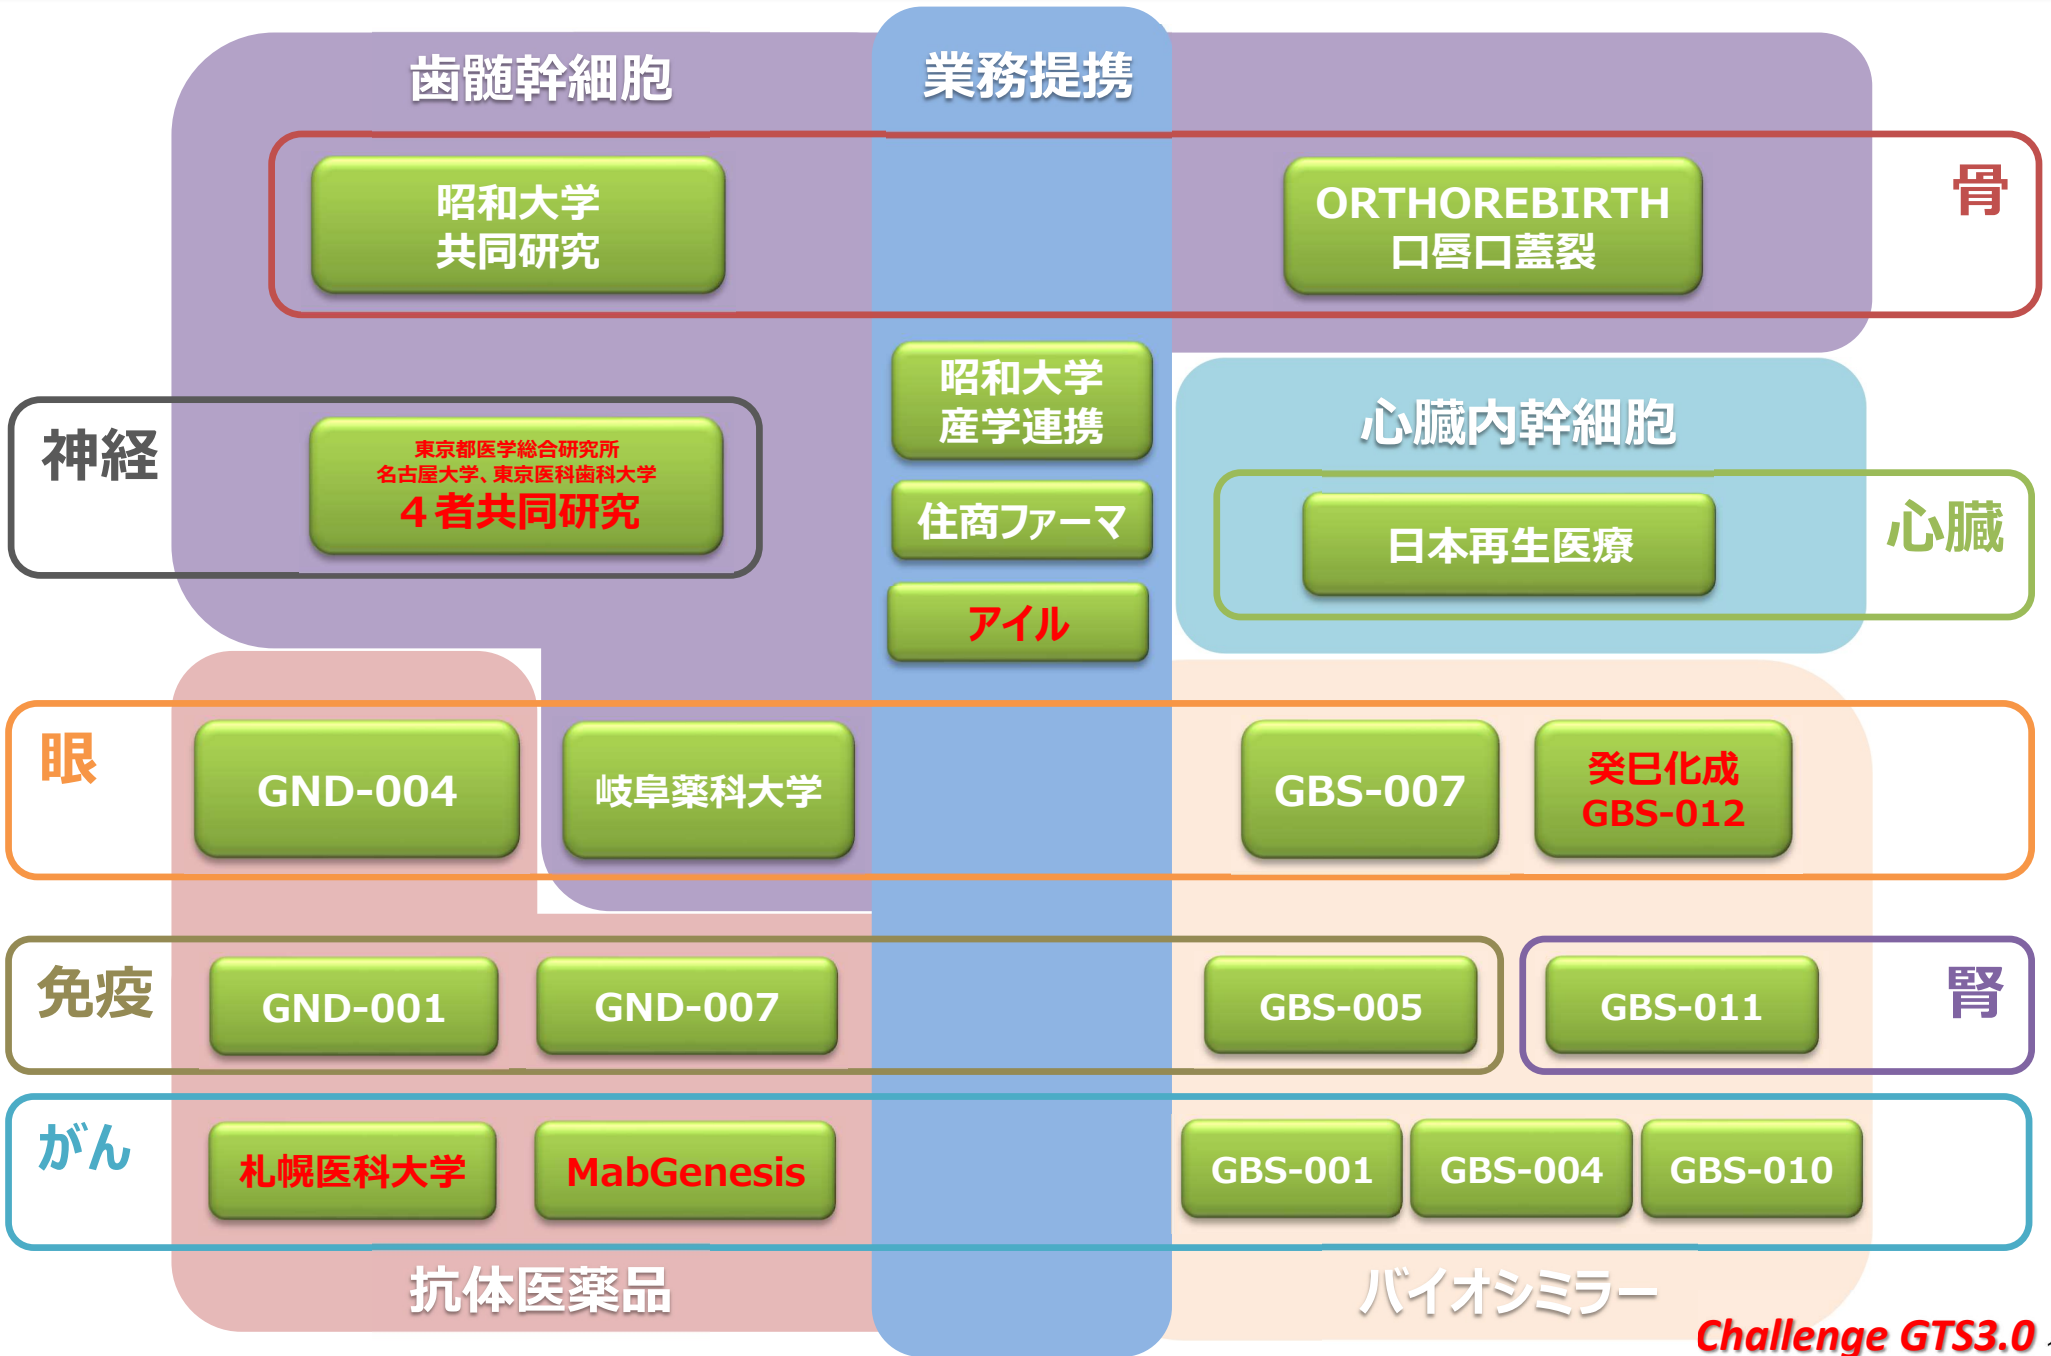 歯髄幹細胞
業務提携
昭和大学
共同研究
ORTHOREBIRTH
口唇口蓋裂
骨
昭和大学
産学連携
神経
東京都医学総合研究所
名古屋大学、東京医科歯科大学
４者共同研究
住商ファーマ
アイル
心臓内幹細胞
日本再生医療
心臓
眼
GND-004
岐阜薬科大学
GBS-007
癸巳化成
GBS-012
免疫
GND-001
GND-007
GBS-005
GBS-011
腎
がん
札幌医科大学
MabGenesis
GBS-001
GBS-004
GBS-010
抗体医薬品
バイオシミラー
Challenge GTS3.0